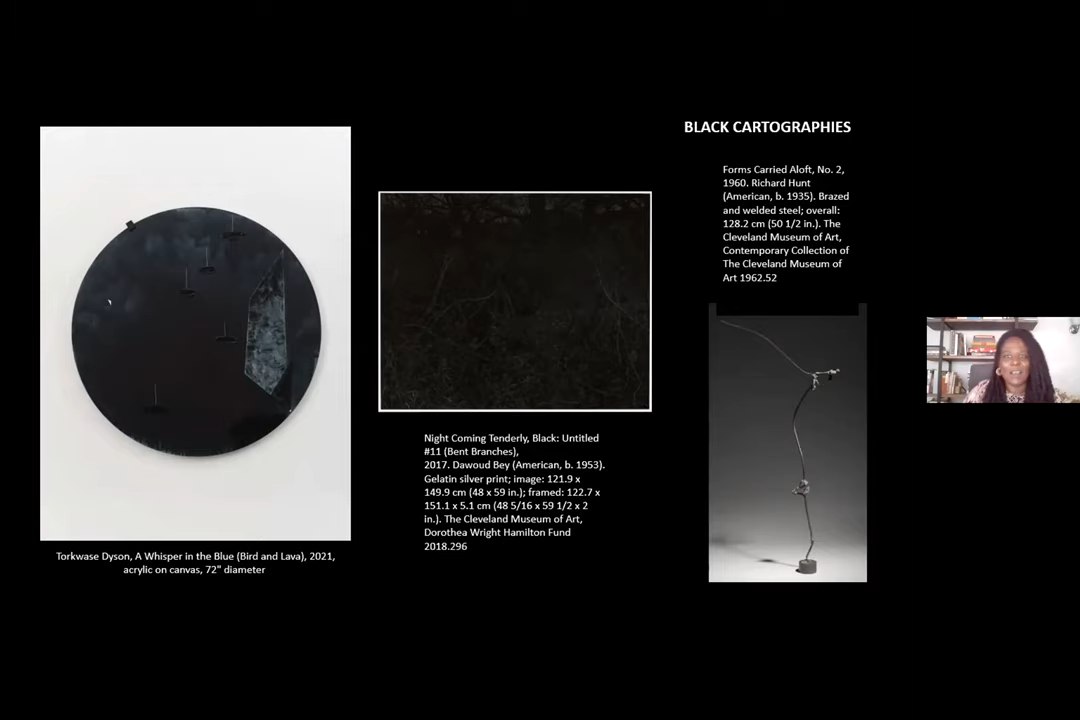 BLACK CARTOGRAPHIES
Forms Carried Aloft, No. 2,
1960. Richard Hunt
(American, b. 1935). Brazed
and welded steel; overall:
128.2 cm (50 1/2 in.). The
Cleveland Museum of Art,
Contemporary Collection of
The Cleveland Museum of
Art 1962.52
Night Coming Tenderly, Black: Untitled
#11 (Bent Branches),
2017. Dawoud Bey (American, b. 1953).
Gelatin silver print; image: 121.9 x
149.9 cm (48 x 59 in.); framed: 122.7 x
151.1 x 5.1 cm (48 5/16 x 59 1/2 x 2
in.). The Cleveland Museum of Art,
Dorothea Wright Hamilton Fund
2018.296
Torkwase Dyson, A Whisper in the Blue (Bird and Lava), 2021,
acrylic on canvas, 72" diameter